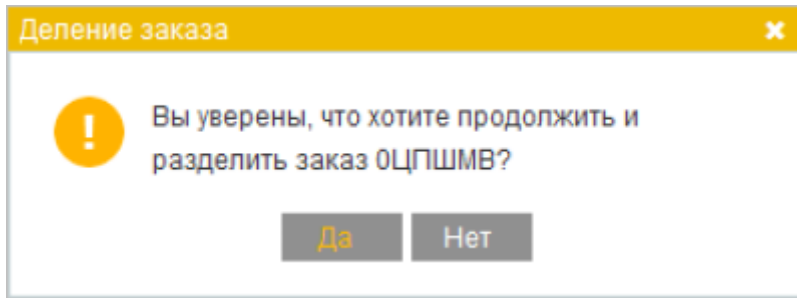 Деление заказа
Вы уверены, что хотите продолжить и
разделить заказ 0ЦПШМВ?
Да Нет